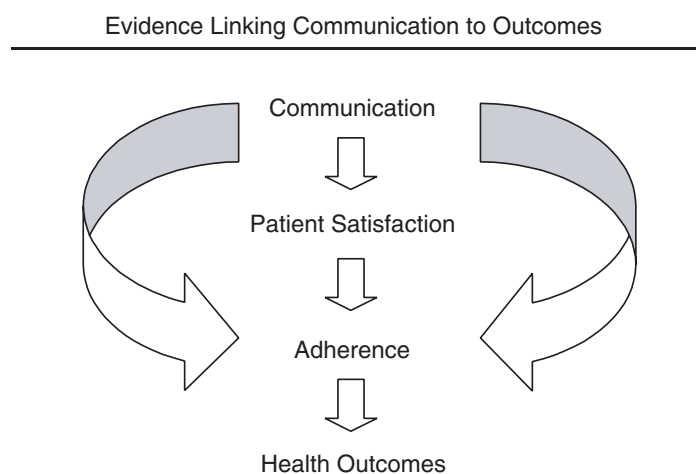 Evidence Linking Communication to Outcomes
Communication
Patient Satisfaction
Adherence
Health Outcomes